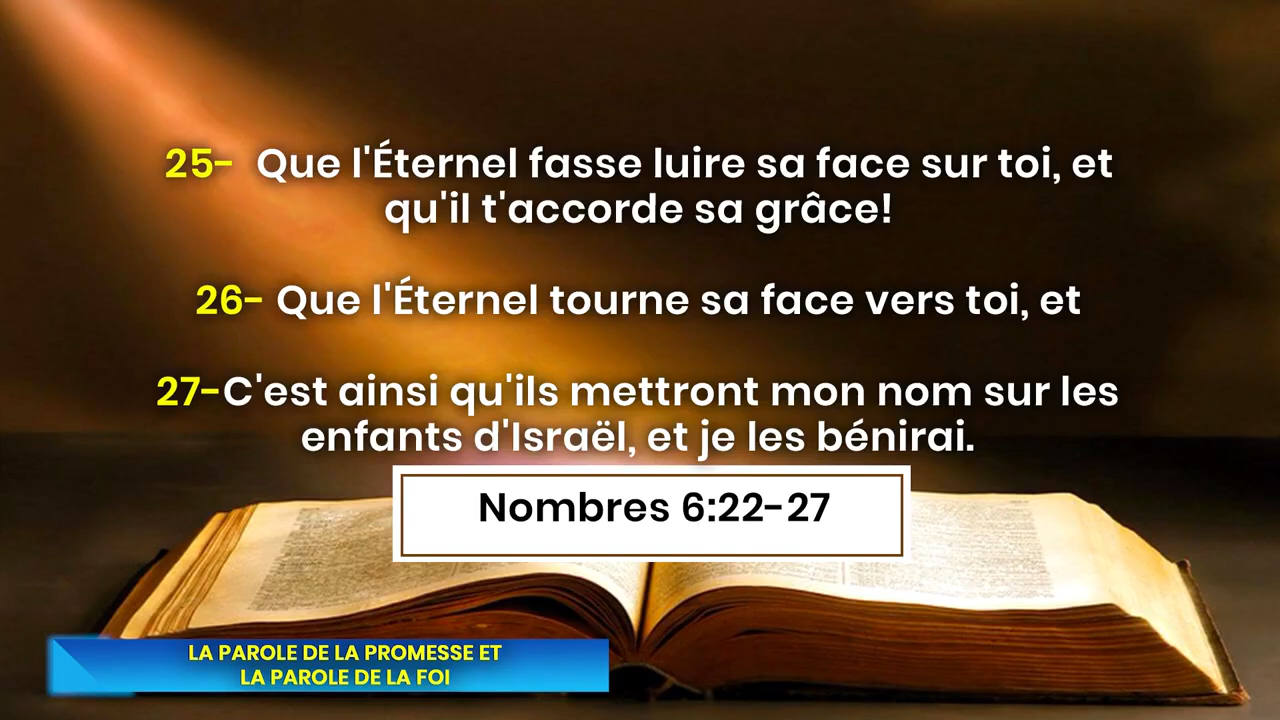 25- Que l'Éternel fasse luire sa face sur toi, et
qu'il t'accorde sa grâce!
26- Que l'Éternel tourne sa face vers toi, et
27-C'est ainsi qu'ils mettront mon nom sur les
enfants d'Israël, et je les bénirai.
Nombres 6:22-27
LA PAROLE DE LA PROMESSE ET
LA PAROLE DE LA FOI